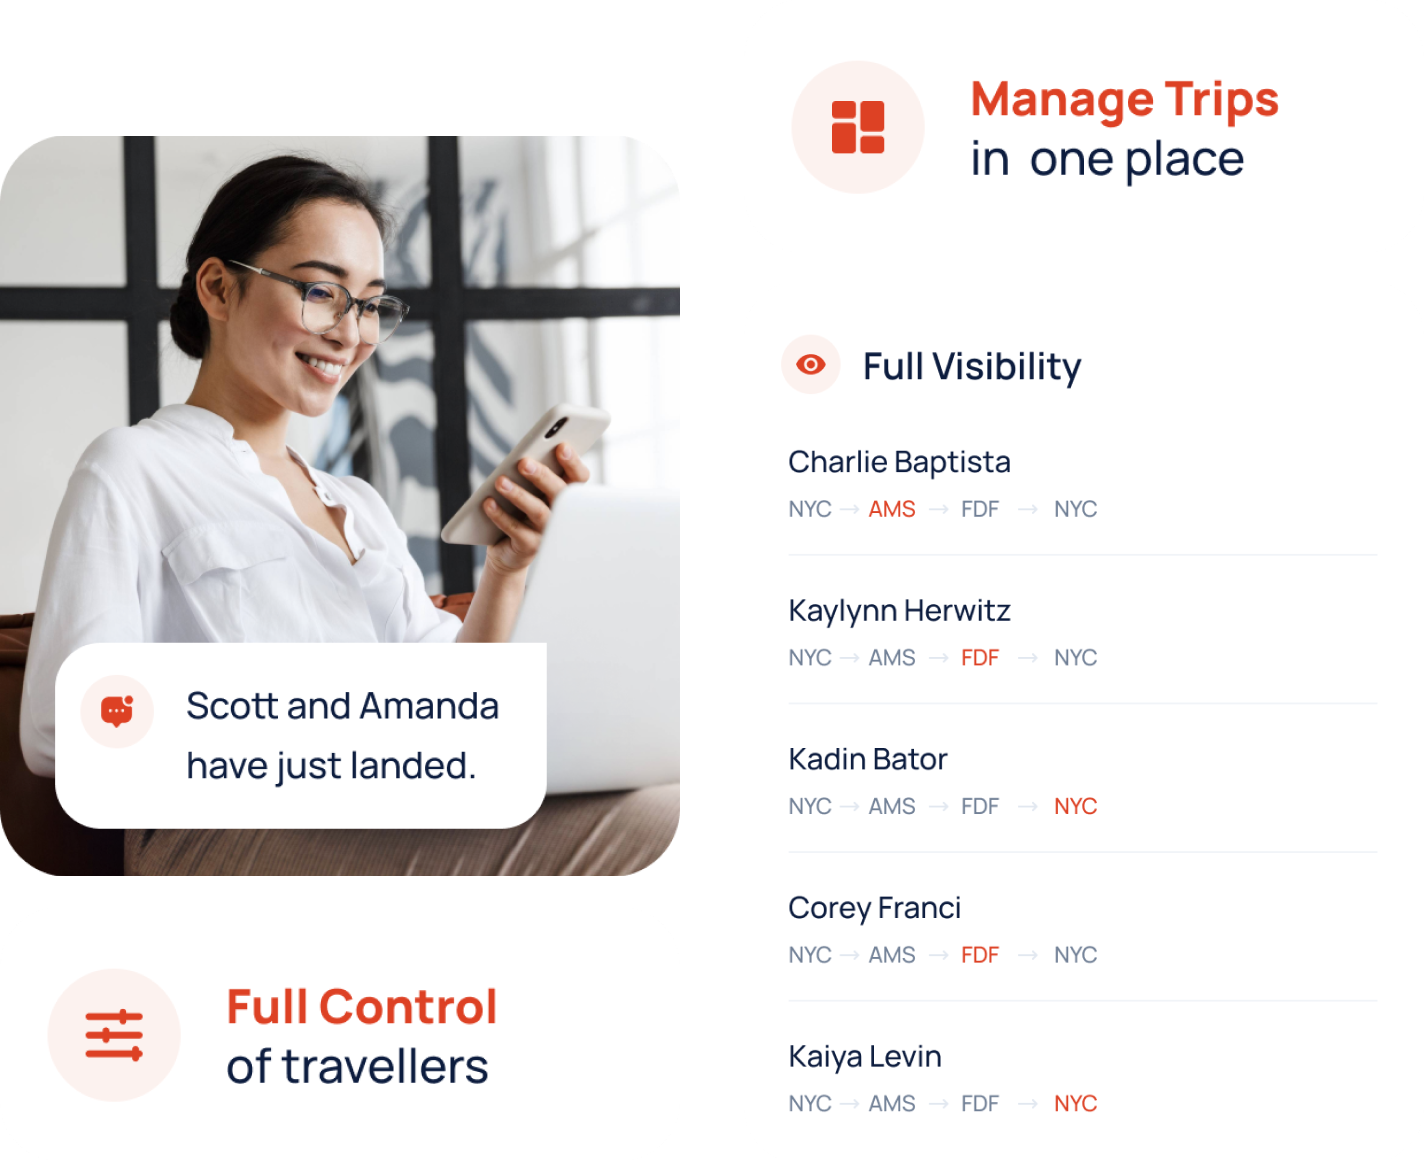 Manage Trips
in one place
Full Visibility
Charlie Baptista
NYC → AMS → FDF → NYC
Kaylynn Herwitz
NYC → AMS → FDF → NYC
Kadin Bator
NYC → AMS → FDF → NYC
Corey Franci
NYC → AMS → FDF → NYC
Kaiya Levin
NYC → AMS → FDF → NYC
Scott and Amanda
have just landed.
Full Control
of travellers